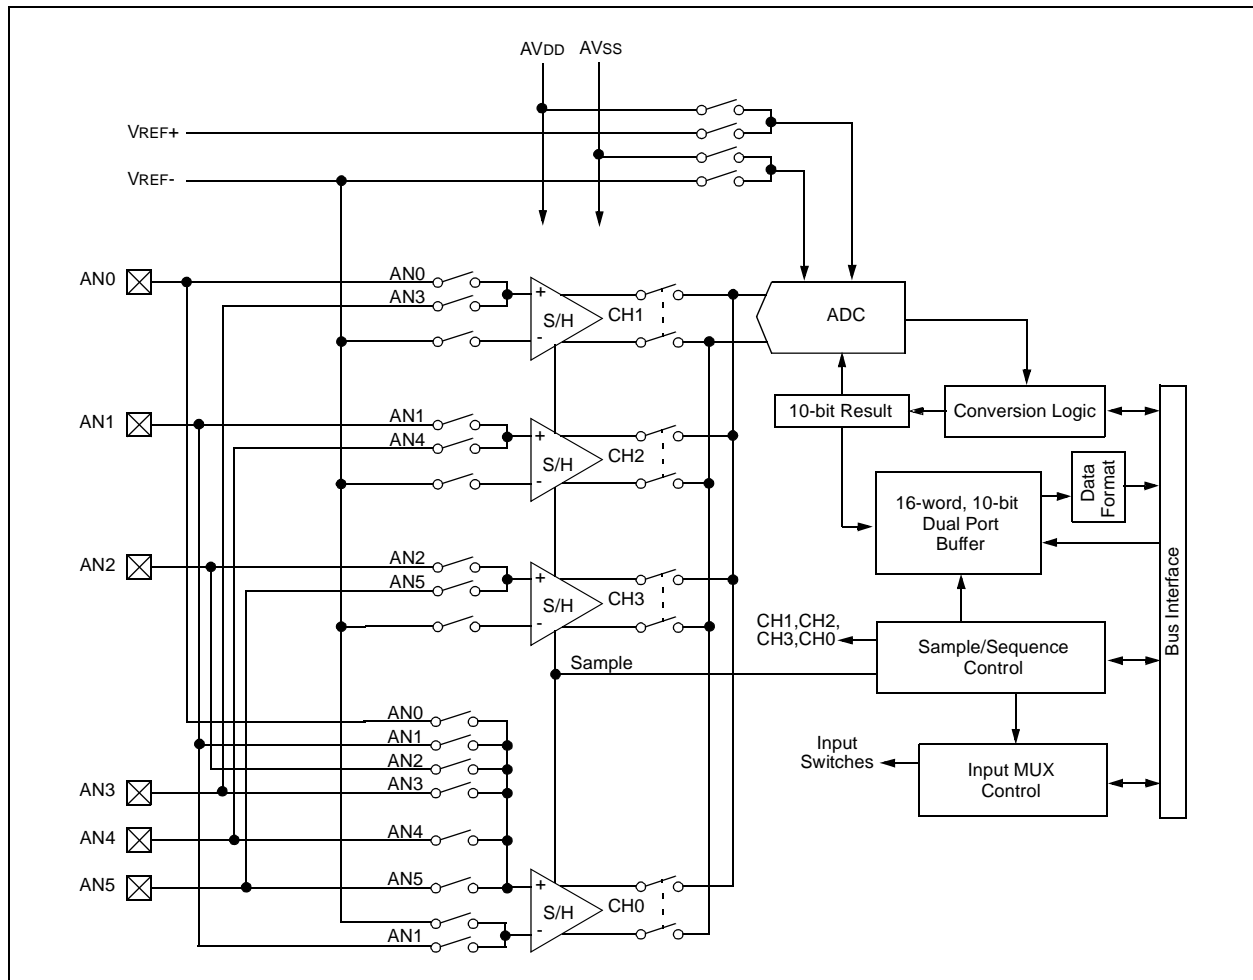 AVDD AVSS
VREF+
VREF-
AN0
AN0
AN3
+
S/H
-
CH1
ADC
10-bit Result
Conversion Logic
AN1
AN1
AN4
+
S/H
-
CH2
16-word, 10-bit
Dual Port
Buffer
Data
Format
AN2
AN2
AN5
+
S/H
-
CH3
CH1,CH2,
CH3,CH0
Sample/Sequence
Control
Bus Interface
Sample
AN0
AN1
AN2
AN3
AN3
Input
Switches
Input MUX
Control
AN4
AN4
AN5
AN5
+
S/H
-
CH0
AN1